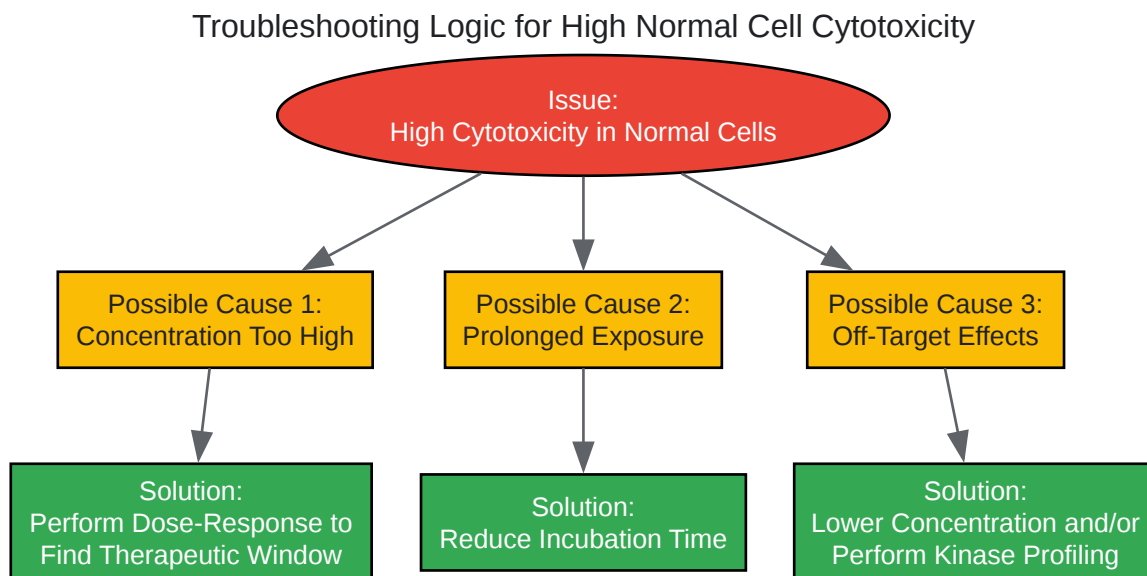 Troubleshooting Logic for High Normal Cell Cytotoxicity
Issue:
High Cytotoxicity in Normal Cells
Possible Cause 1:
Concentration Too High
Possible Cause 2:
Prolonged Exposure
Possible Cause 3:
Off-Target Effects
Solution:
Perform Dose-Response to
Find Therapeutic Window
Solution:
Reduce Incubation Time
Solution:
Lower Concentration and/or
Perform Kinase Profiling